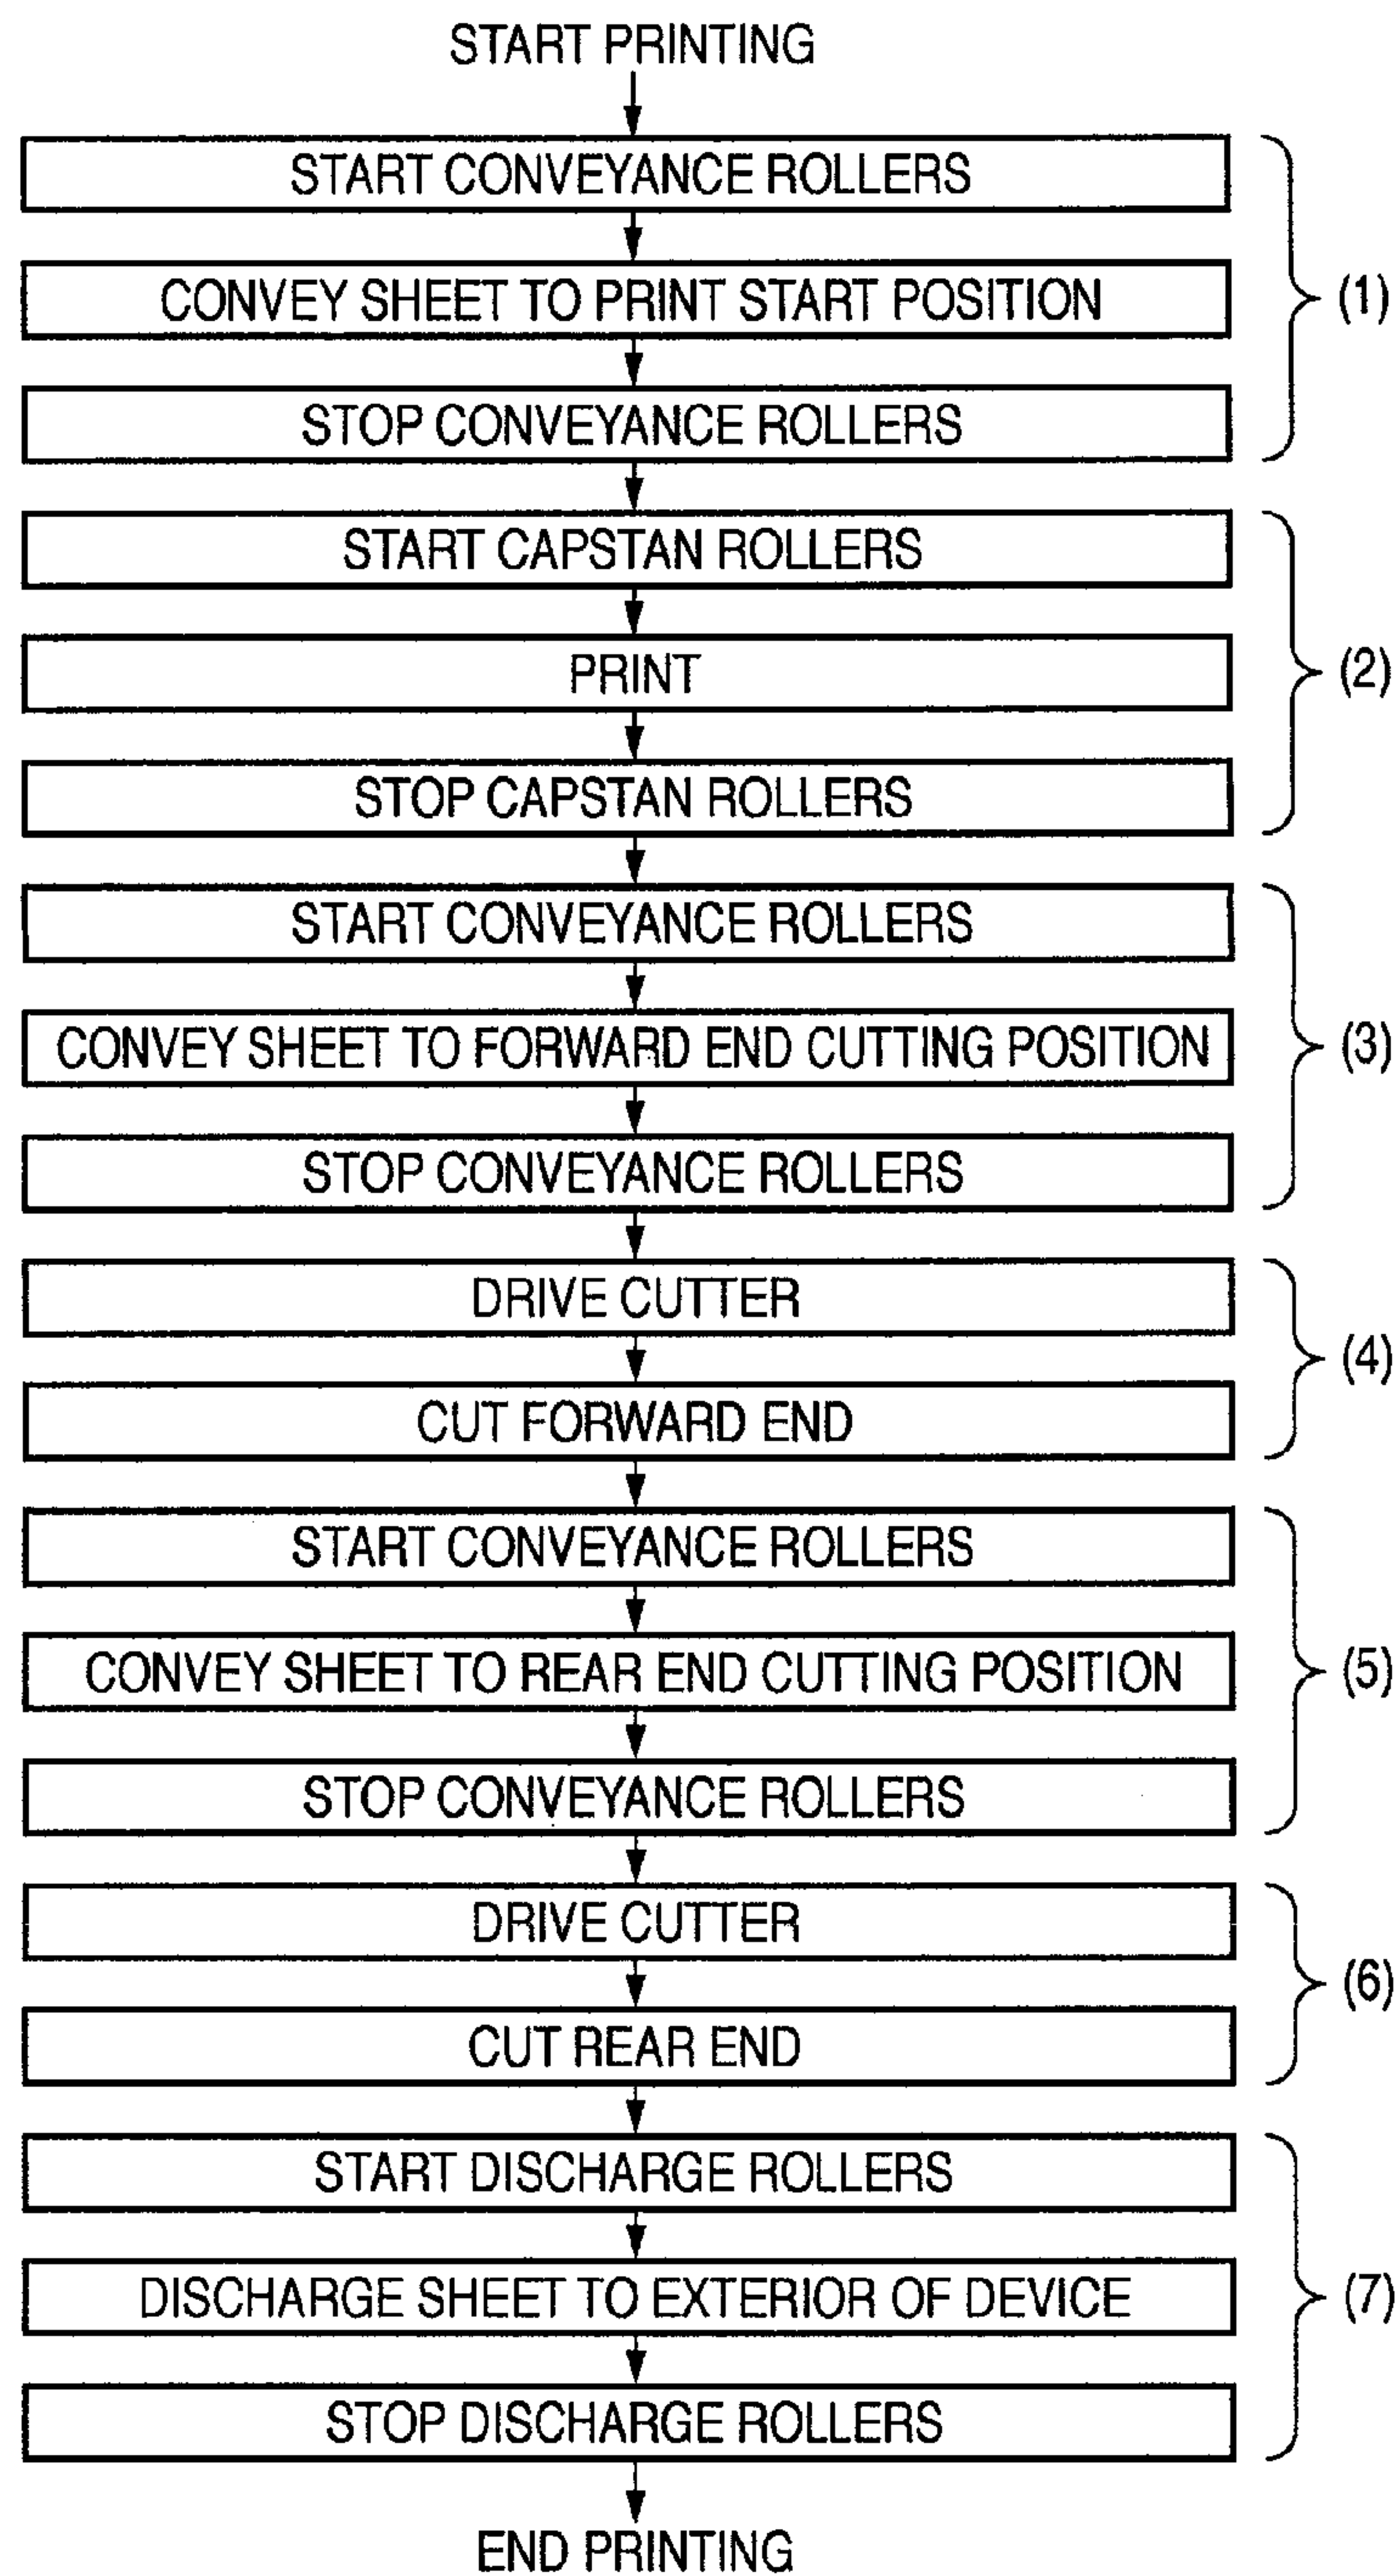 START PRINTING
START CONVEYANCE ROLLERS
CONVEY SHEET TO PRINT START POSITION
(1)
STOP CONVEYANCE ROLLERS
START CAPSTAN ROLLERS
PRINT
(2)
STOP CAPSTAN ROLLERS
START CONVEYANCE ROLLERS
CONVEY SHEET TO FORWARD END CUTTING POSITION
(3)
STOP CONVEYANCE ROLLERS
DRIVE CUTTER
(4)
CUT FORWARD END
START CONVEYANCE ROLLERS
CONVEY SHEET TO REAR END CUTTING POSITION
(5)
STOP CONVEYANCE ROLLERS
DRIVE CUTTER
(6)
CUT REAR END
START DISCHARGE ROLLERS
DISCHARGE SHEET TO EXTERIOR OF DEVICE
(7)
STOP DISCHARGE ROLLERS
END PRINTING